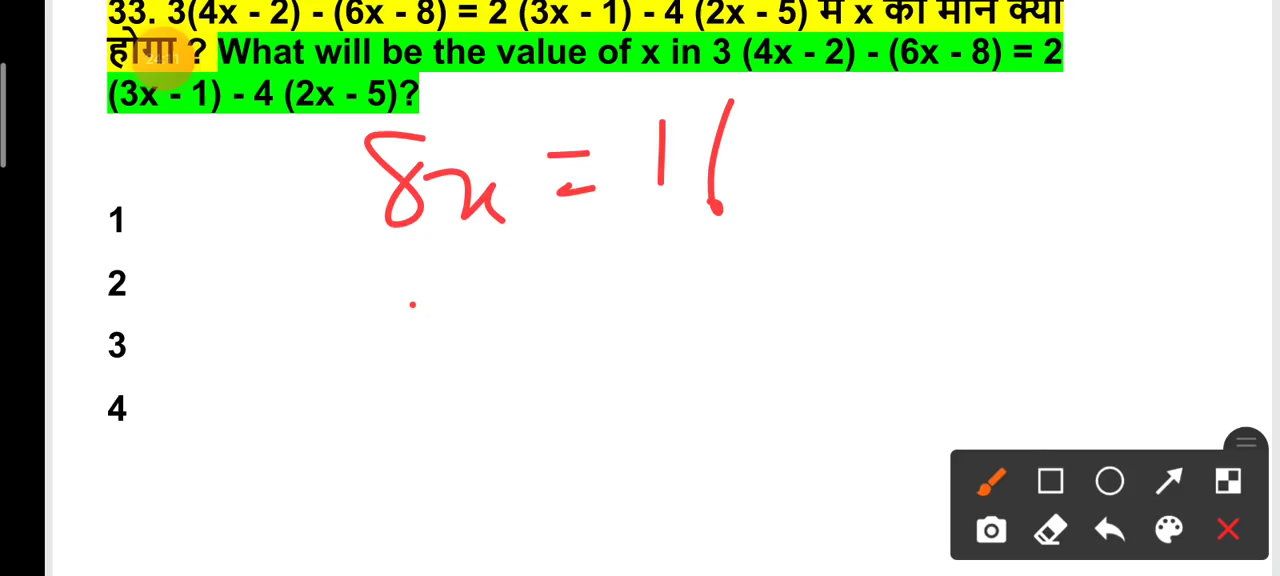 33. 3(4x - 2) - (6x - 8) = 2 (3x - 1) - 4 (2x - 5) में x का मान क्या
होगा ? What will be the value of x in 3 (4x - 2) - (6x - 8) = 2
(3x - 1) - 4 (2x - 5)?
8x = 1
1
2
3
4